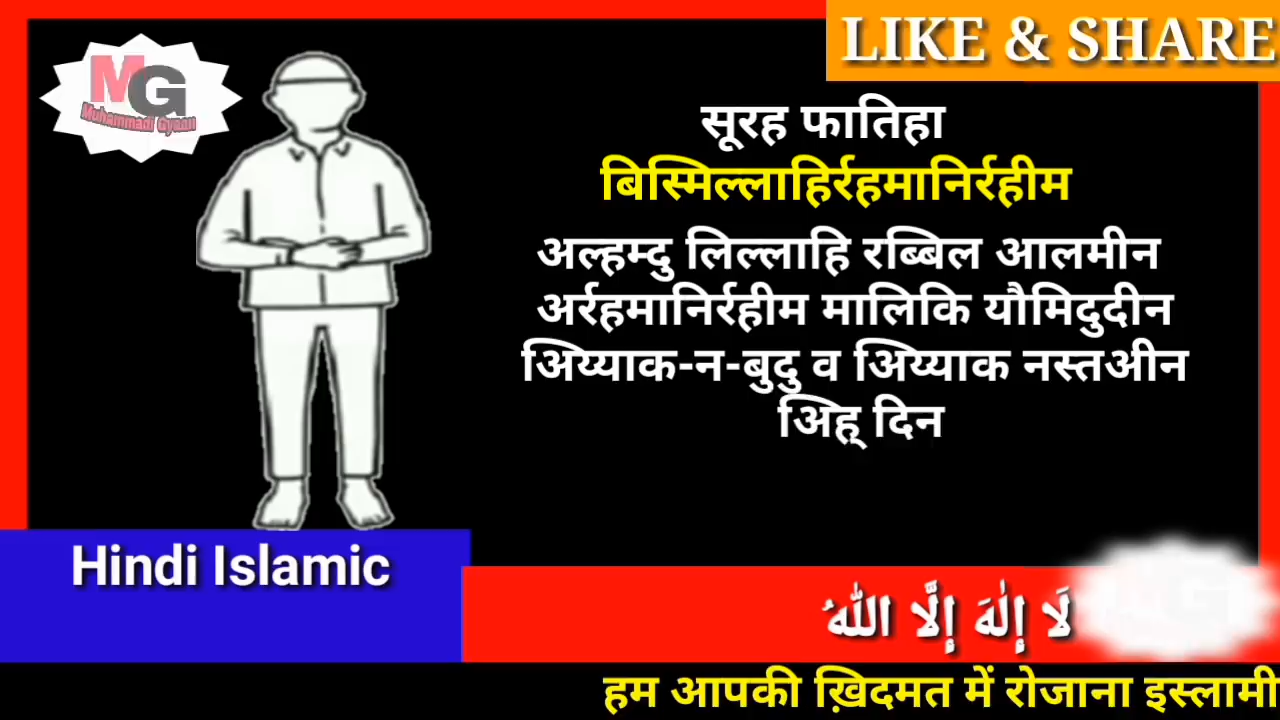 LIKE & SHARE
MG
Muhammadi Gyaan
सूरह फातिहा
बिस्मिल्लाहिर्रहमानिर्रहीम
अल्हम्दु लिल्लाहि रब्बिल आलमीन
अर्रहमानिर्रहीम मालिकि यौमिदुदीन
अिय्याक-न-बुदु व अिय्याक नस्तअीन
अिह् दिन
Hindi Islamic
لَا إِلٰهَ إِلَّا اللهُ
हम आपकी ख़िदमत में रोजाना इस्लामी